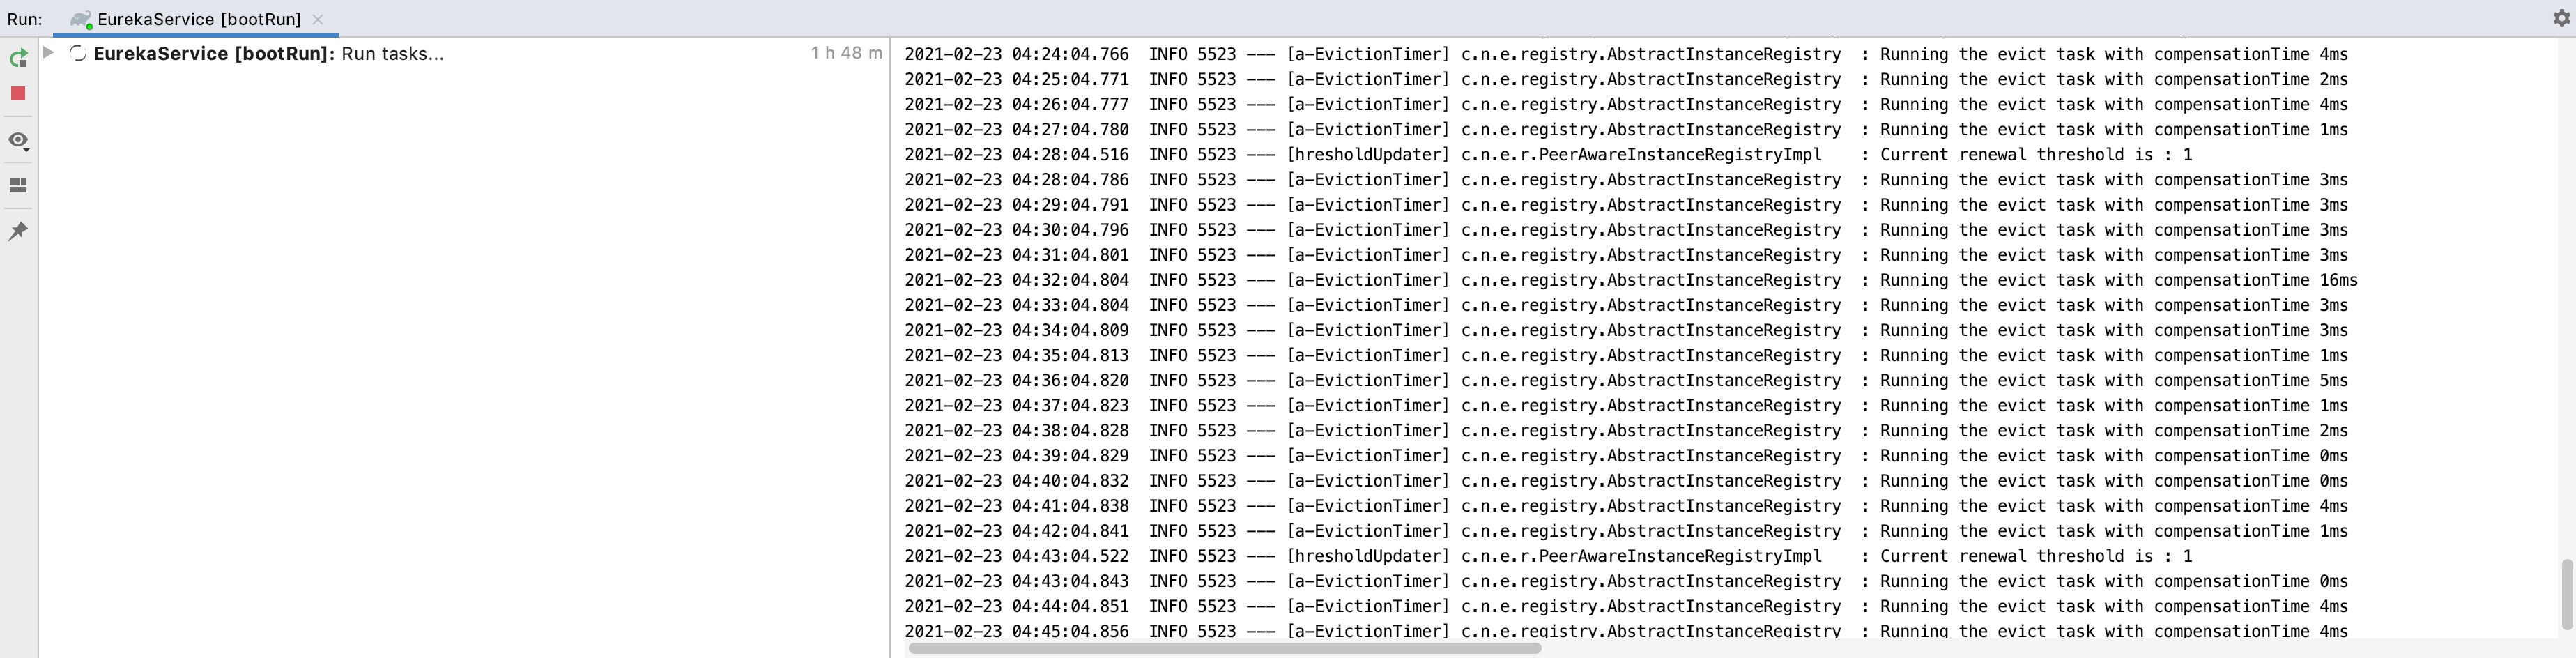 Run: EurekaService [bootRun]
EurekaService [bootRun]: Run tasks... 1 h 48 m
2021-02-23 04:24:04.766  INFO 5523 --- [a-EvictionTimer] c.n.e.registry.AbstractInstanceRegistry  : Running the evict task with compensationTime 4ms
2021-02-23 04:25:04.771  INFO 5523 --- [a-EvictionTimer] c.n.e.registry.AbstractInstanceRegistry  : Running the evict task with compensationTime 2ms
2021-02-23 04:26:04.777  INFO 5523 --- [a-EvictionTimer] c.n.e.registry.AbstractInstanceRegistry  : Running the evict task with compensationTime 4ms
2021-02-23 04:27:04.780  INFO 5523 --- [a-EvictionTimer] c.n.e.registry.AbstractInstanceRegistry  : Running the evict task with compensationTime 1ms
2021-02-23 04:28:04.516  INFO 5523 --- [hresholdUpdater] c.n.e.r.PeerAwareInstanceRegistryImpl    : Current renewal threshold is : 1
2021-02-23 04:28:04.786  INFO 5523 --- [a-EvictionTimer] c.n.e.registry.AbstractInstanceRegistry  : Running the evict task with compensationTime 3ms
2021-02-23 04:29:04.791  INFO 5523 --- [a-EvictionTimer] c.n.e.registry.AbstractInstanceRegistry  : Running the evict task with compensationTime 3ms
2021-02-23 04:30:04.796  INFO 5523 --- [a-EvictionTimer] c.n.e.registry.AbstractInstanceRegistry  : Running the evict task with compensationTime 3ms
2021-02-23 04:31:04.801  INFO 5523 --- [a-EvictionTimer] c.n.e.registry.AbstractInstanceRegistry  : Running the evict task with compensationTime 3ms
2021-02-23 04:32:04.804  INFO 5523 --- [a-EvictionTimer] c.n.e.registry.AbstractInstanceRegistry  : Running the evict task with compensationTime 16ms
2021-02-23 04:33:04.804  INFO 5523 --- [a-EvictionTimer] c.n.e.registry.AbstractInstanceRegistry  : Running the evict task with compensationTime 3ms
2021-02-23 04:34:04.809  INFO 5523 --- [a-EvictionTimer] c.n.e.registry.AbstractInstanceRegistry  : Running the evict task with compensationTime 3ms
2021-02-23 04:35:04.813  INFO 5523 --- [a-EvictionTimer] c.n.e.registry.AbstractInstanceRegistry  : Running the evict task with compensationTime 1ms
2021-02-23 04:36:04.820  INFO 5523 --- [a-EvictionTimer] c.n.e.registry.AbstractInstanceRegistry  : Running the evict task with compensationTime 5ms
2021-02-23 04:37:04.823  INFO 5523 --- [a-EvictionTimer] c.n.e.registry.AbstractInstanceRegistry  : Running the evict task with compensationTime 1ms
2021-02-23 04:38:04.828  INFO 5523 --- [a-EvictionTimer] c.n.e.registry.AbstractInstanceRegistry  : Running the evict task with compensationTime 2ms
2021-02-23 04:39:04.829  INFO 5523 --- [a-EvictionTimer] c.n.e.registry.AbstractInstanceRegistry  : Running the evict task with compensationTime 0ms
2021-02-23 04:40:04.832  INFO 5523 --- [a-EvictionTimer] c.n.e.registry.AbstractInstanceRegistry  : Running the evict task with compensationTime 0ms
2021-02-23 04:41:04.838  INFO 5523 --- [a-EvictionTimer] c.n.e.registry.AbstractInstanceRegistry  : Running the evict task with compensationTime 4ms
2021-02-23 04:42:04.841  INFO 5523 --- [a-EvictionTimer] c.n.e.registry.AbstractInstanceRegistry  : Running the evict task with compensationTime 1ms
2021-02-23 04:43:04.522  INFO 5523 --- [hresholdUpdater] c.n.e.r.PeerAwareInstanceRegistryImpl    : Current renewal threshold is : 1
2021-02-23 04:43:04.843  INFO 5523 --- [a-EvictionTimer] c.n.e.registry.AbstractInstanceRegistry  : Running the evict task with compensationTime 0ms
2021-02-23 04:44:04.851  INFO 5523 --- [a-EvictionTimer] c.n.e.registry.AbstractInstanceRegistry  : Running the evict task with compensationTime 4ms
2021-02-23 04:45:04.856  INFO 5523 --- [a-EvictionTimer] c.n.e.registry.AbstractInstanceRegistry  : Running the evict task with compensationTime 4ms